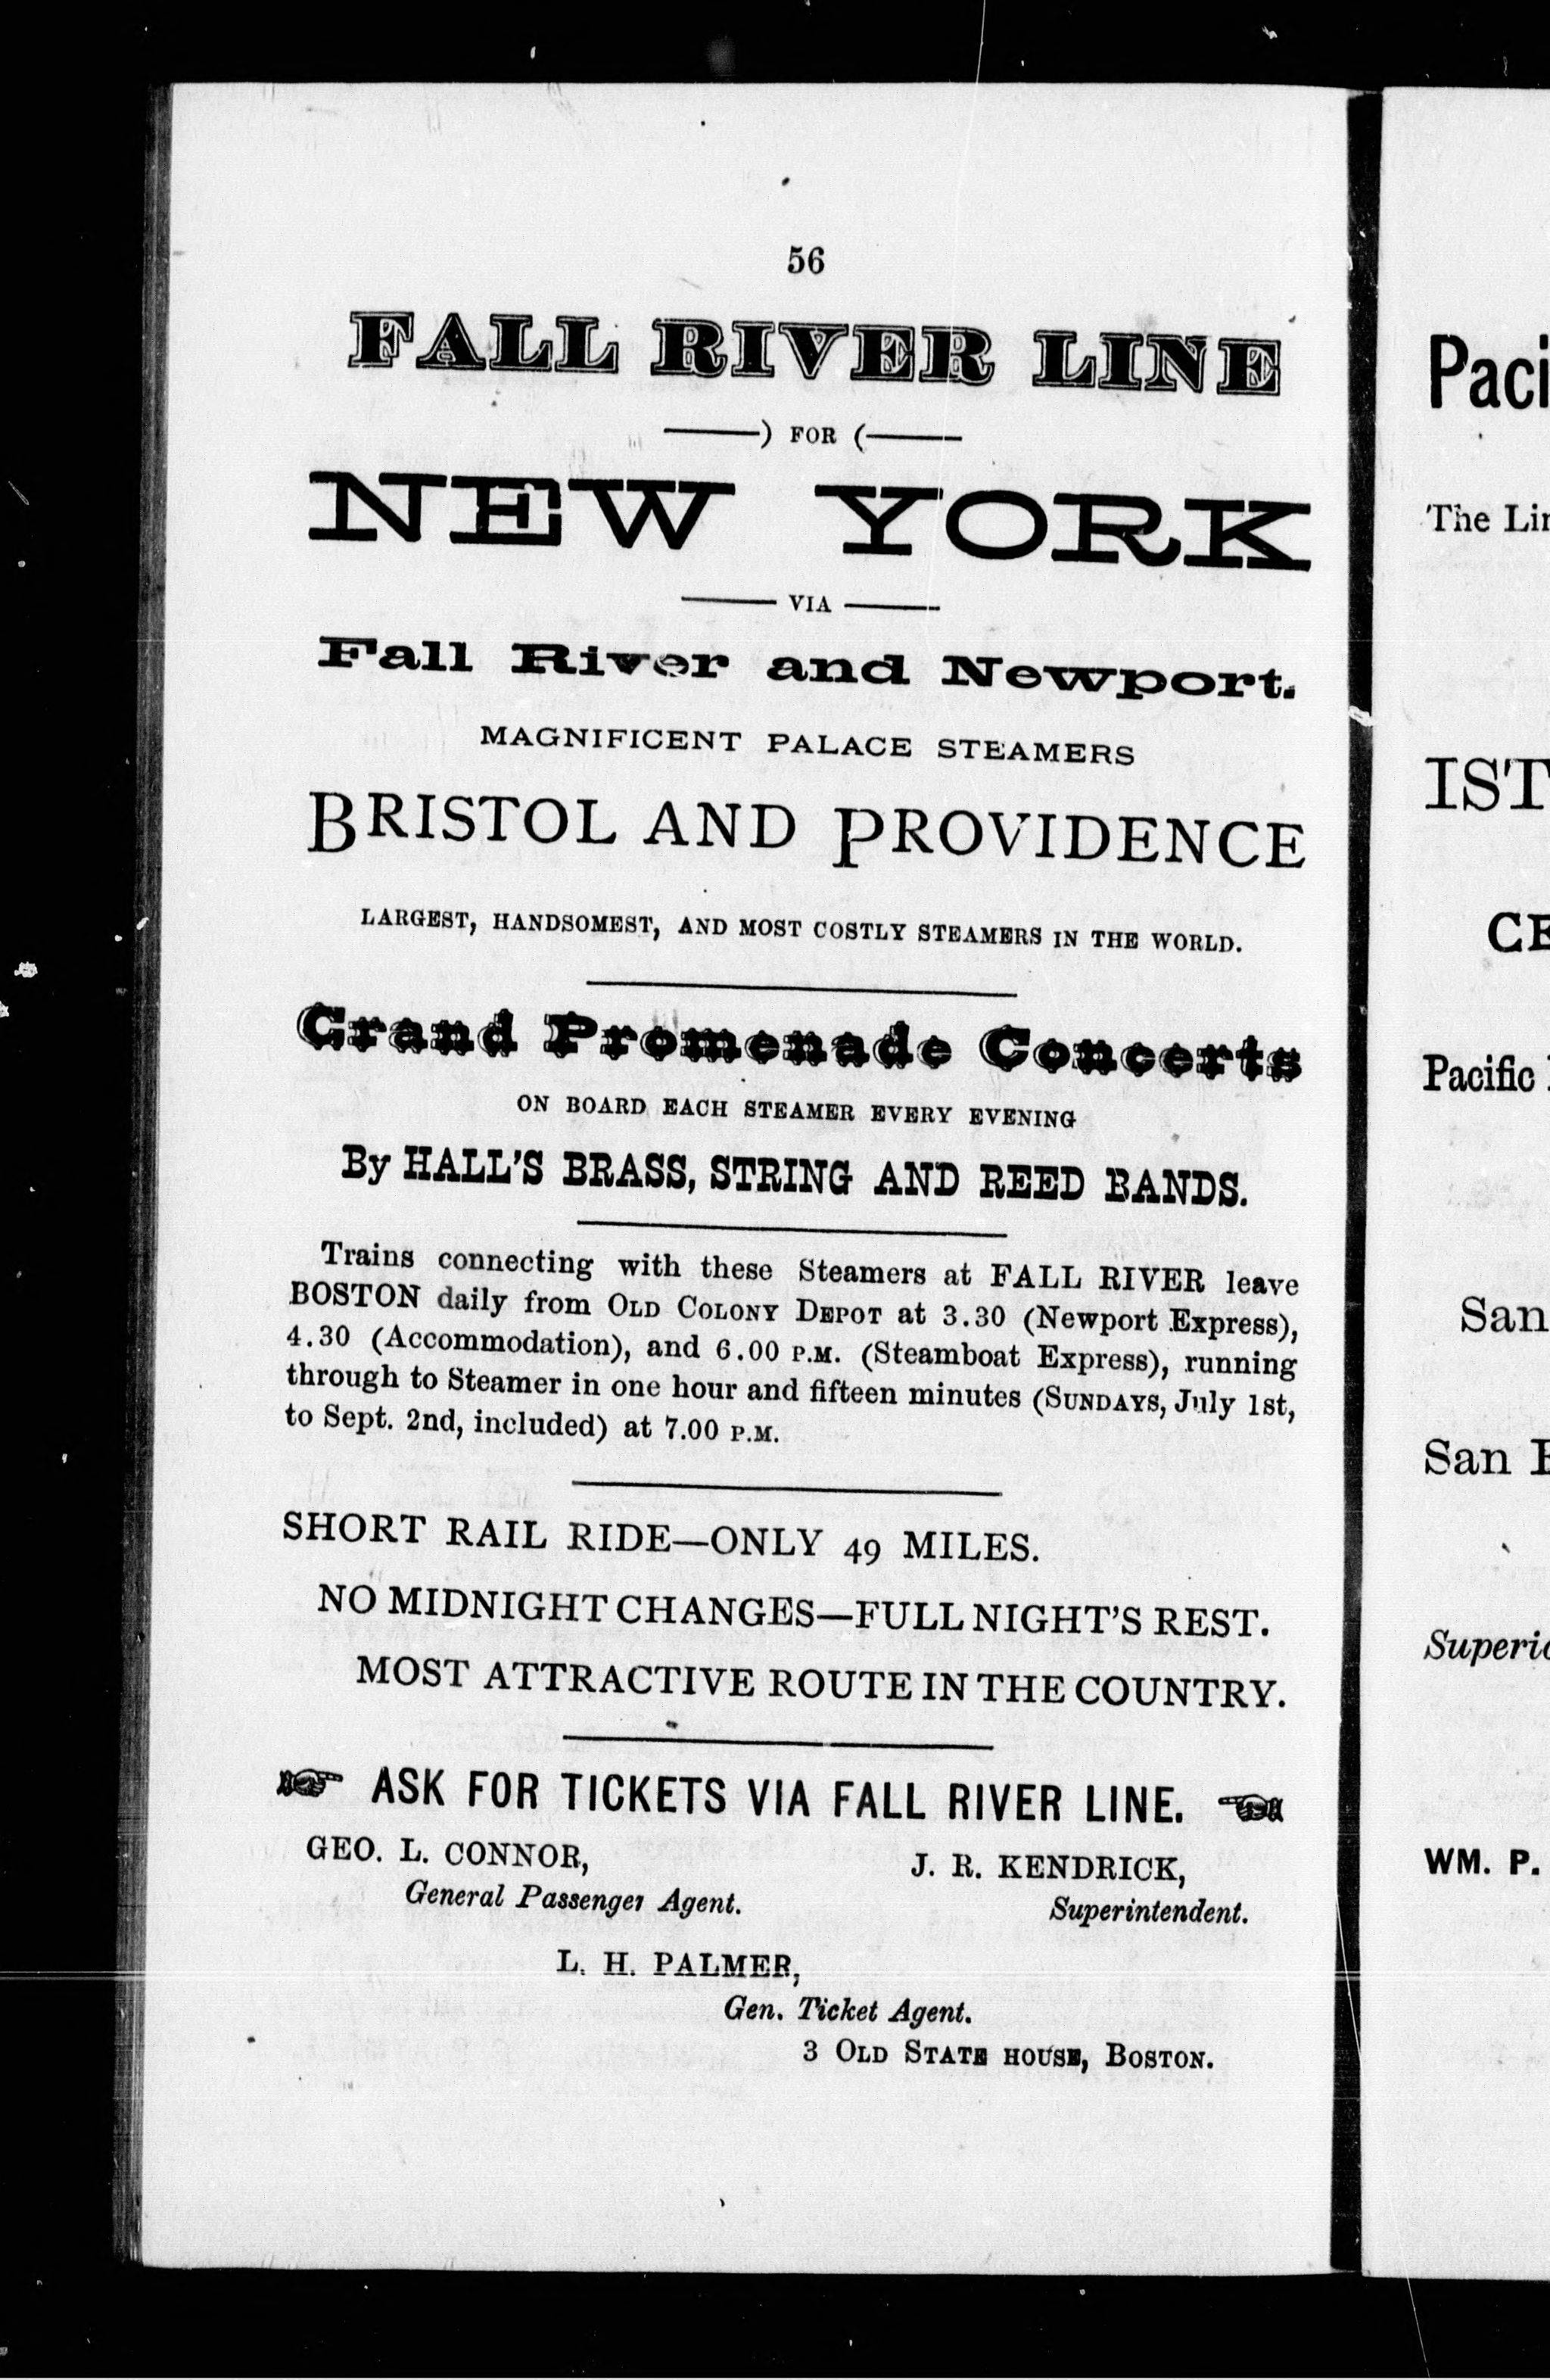 56
FALL RIVER LINE
) FOR (
NEW YORK
VIA
Fall River and Newport.
MAGNIFICENT PALACE STEAMERS
BRISTOL AND PROVIDENCE
LARGEST, HANDSOMEST, AND MOST COSTLY STEAMERS IN THE WORLD.
Grand Promenade Concerts
ON BOARD EACH STEAMER EVERY EVENING
By HALL'S BRASS, STRING AND REED BANDS.
Trains connecting with these Steamers at FALL RIVER leave
BOSTON daily from OLD COLONY DEPOT at 3.30 (Newport Express),
4.30 (Accommodation), and 6.00 P.M. (Steamboat Express), running
through to Steamer in one hour and fifteen minutes (SUNDAYS, July 1st,
to Sept. 2nd, included) at 7.00 P.M.
SHORT RAIL RIDE—ONLY 49 MILES.
NO MIDNIGHT CHANGES—FULL NIGHT'S REST.
MOST ATTRACTIVE ROUTE IN THE COUNTRY.
ASK FOR TICKETS VIA FALL RIVER LINE.
GEO. L. CONNOR,
General Passenger Agent.
J. R. KENDRICK,
Superintendent.
L. H. PALMER,
Gen. Ticket Agent.
3 OLD STATE HOUSE, BOSTON.
The
Pacific
San
San
WM. P.